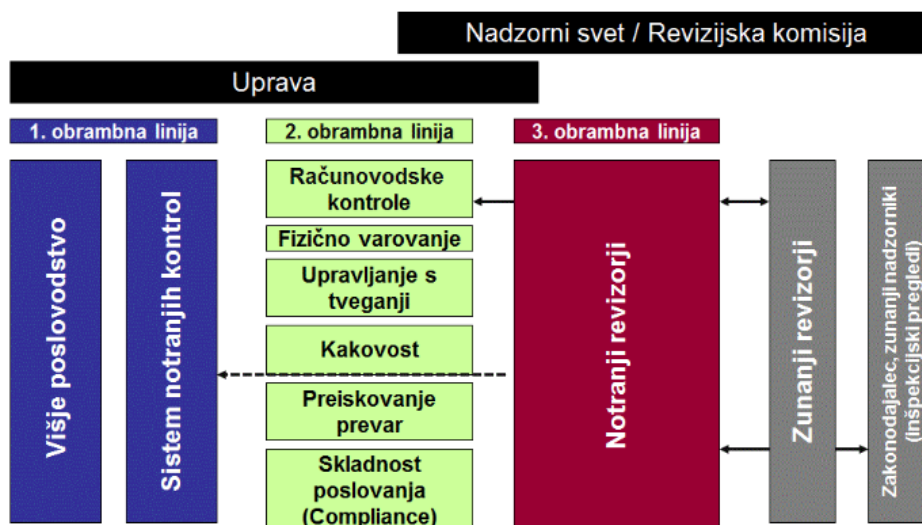 Nadzorni svet / Revizijska komisija
Uprava
1. obrambna linija
2. obrambna linija
3. obrambna linija
Višje poslovodstvo
Sistem notranjih kontrol
Računovodske
kontrole
Fizično varovanje
Upravljanje s
tveganji
Kakovost
Preiskovanje
prevar
Skladnost
poslovanja
(Compliance)
Notranji revizorji
Zunanji revizorji
Zakonodajalec, zunanji nadzorniki
(Inšpekcijski pregledi)